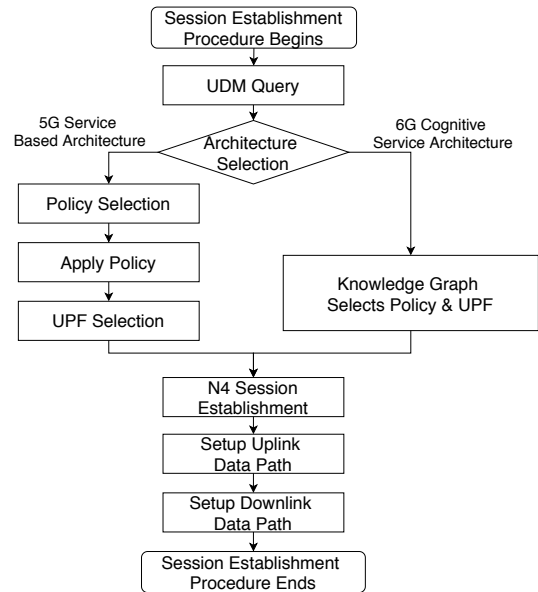 Session Establishment
Procedure Begins
UDM Query
5G Service
Based Architecture
Architecture
Selection
6G Cognitive
Service Architecture
Policy Selection
Apply Policy
UPF Selection
Knowledge Graph
Selects Policy & UPF
N4 Session
Establishment
Setup Uplink
Data Path
Setup Downlink
Data Path
Session Establishment
Procedure Ends